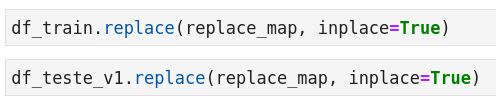 df_train.replace(replace_map, inplace=True)
df_teste_v1.replace(replace_map, inplace=True)